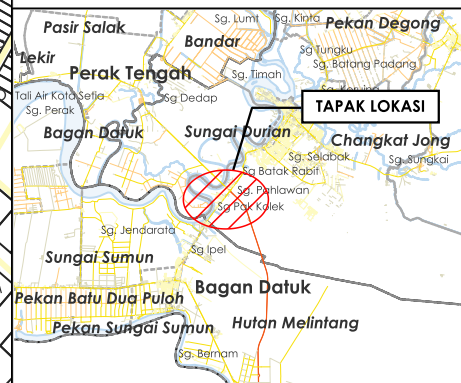 Sg. Lumt
Sg. Kinta
Pasir Salak
Pekan Degong
Bandar
Sg Tungku
Lekir
Sg. Batang Padang
Perak Tengah
Sg. Timah
Tali Air Kota Setia
Sg Dedap
Sg. Perak
TAPAK LOKASI
Bagan Datuk
Sungai Durian
Changkat Jong
Sg. Selabak
Sg. Sungkai
Sg Batak Rabit
Sg. Pahlawan
Sg Pak Kolek
Sg. Jendarata
Sg Ipel
Sungai Sumun
Bagan Datuk
Pekan Batu Dua Puloh
Hutan Melintang
Pekan Sungai Sumun
Sg. Bernam